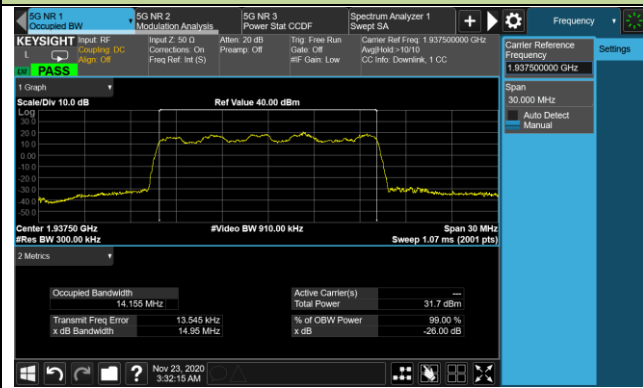 5G NR 1
Occupied BW
5G NR 2
Modulation Analysis
5G NR 3
Power Stat CCDF
Spectrum Analyzer 1
Swept SA
Frequency
KEYSIGHT
L
PASS
Input: RF
Coupling: DC
Align: Off
Input Z: 50 Ω
Corrections: On
Freq Ref: Int (S)
Atten: 20 dB
Preamp: Off
Trig: Free Run
Gate: Off
#IF Gain: Low
Carrier Ref Freq: 1.937500000 GHz
Avg|Hold:>10/10
CC Info: Downlink, 1 CC
Carrier Reference
Frequency
1.937500000 GHz
Settings
Span
30.000 MHz
Auto Detect
Manual
1 Graph
Scale/Div 10.0 dB
Ref Value 40.00 dBm
Log
30.0
20.0
10.0
0.00
-10.0
-20.0
-30.0
-40.0
-50.0
Center 1.93750 GHz
#Video BW 910.00 kHz
Span 30 MHz
#Res BW 300.00 kHz
Sweep 1.07 ms (2001 pts)
2 Metrics
Occupied Bandwidth
14.155 MHz
Active Carrier(s) ---
Total Power 31.7 dBm
Transmit Freq Error 13.545 kHz
x dB Bandwidth 14.95 MHz
% of OBW Power 99.00 %
x dB -26.00 dB
?
Nov 23, 2020
3:32:15 AM